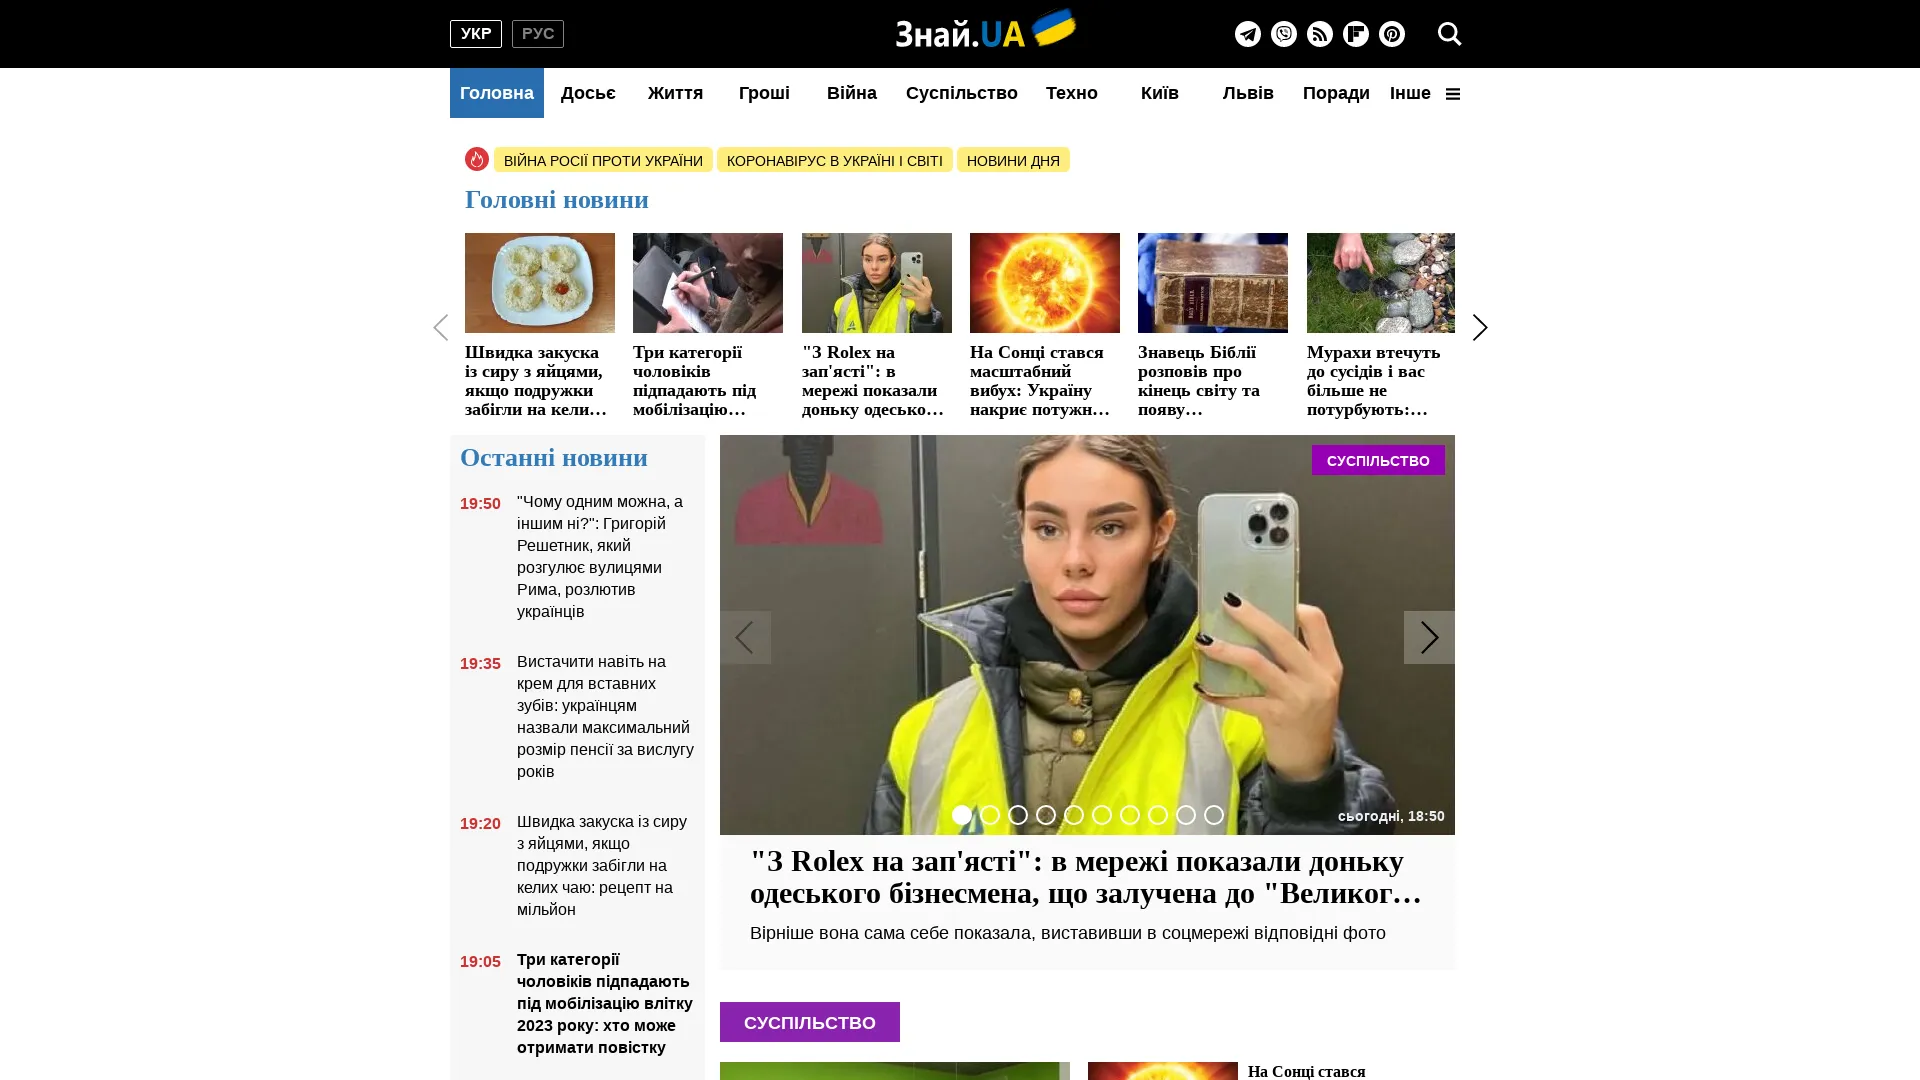 УКР РУС
Знай.UA
Головна Досьє Життя Гроші Війна Суспільство Техно Київ Львів Поради Інше
ВІЙНА РОСІЇ ПРОТИ УКРАЇНИ КОРОНАВІРУС В УКРАЇНІ І СВІТІ НОВИНИ ДНЯ
Головні новини
Швидка закуска
із сиру з яйцями,
якщо подружки
забігли на кели…
Три категорії
чоловіків
підпадають під
мобілізацію…
"З Rolex на
зап'ясті": в
мережі показали
доньку одесько…
На Сонці стався
масштабний
вибух: Україну
накриє потужн…
Знавець Біблії
розповів про
кінець світу та
появу…
Мурахи втечуть
до сусідів і вас
більше не
потурбують:…
Останні новини
19:50 "Чому одним можна, а
іншим ні?": Григорій
Решетник, який
розгулює вулицями
Рима, розлютив
українців
19:35 Вистачити навіть на
крем для вставних
зубів: українцям
назвали максимальний
розмір пенсії за вислугу
років
19:20 Швидка закуска із сиру
з яйцями, якщо
подружки забігли на
келих чаю: рецепт на
мільйон
19:05 Три категорії
чоловіків підпадають
під мобілізацію влітку
2023 року: хто може
отримати повістку
СУСПІЛЬСТВО
сьогодні, 18:50
"З Rolex на зап'ясті": в мережі показали доньку
одеського бізнесмена, що залучена до "Великог…
Вірніше вона сама себе показала, виставивши в соцмережі відповідні фото
СУСПІЛЬСТВО
На Сонці стався